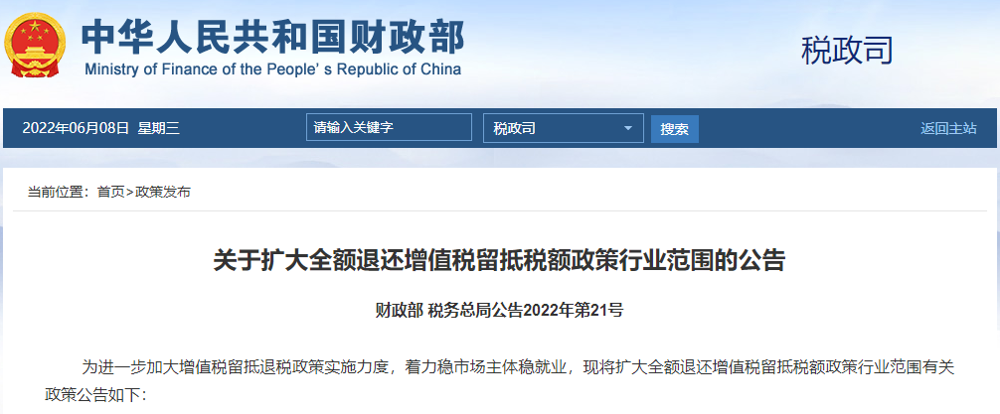 中华人民共和国财政部
Ministry of Finance of the People's Republic of China
税政司
2022年06月08日 星期三
请输入关键字
税政司
搜索
返回主站
当前位置：首页>政策发布
关于扩大全额退还增值税留抵税额政策行业范围的公告
财政部 税务总局公告2022年第21号
为进一步加大增值税留抵退税政策实施力度，着力稳市场主体稳就业，现将扩大全额退还增值税留抵税额政策行业范围有关
政策公告如下：